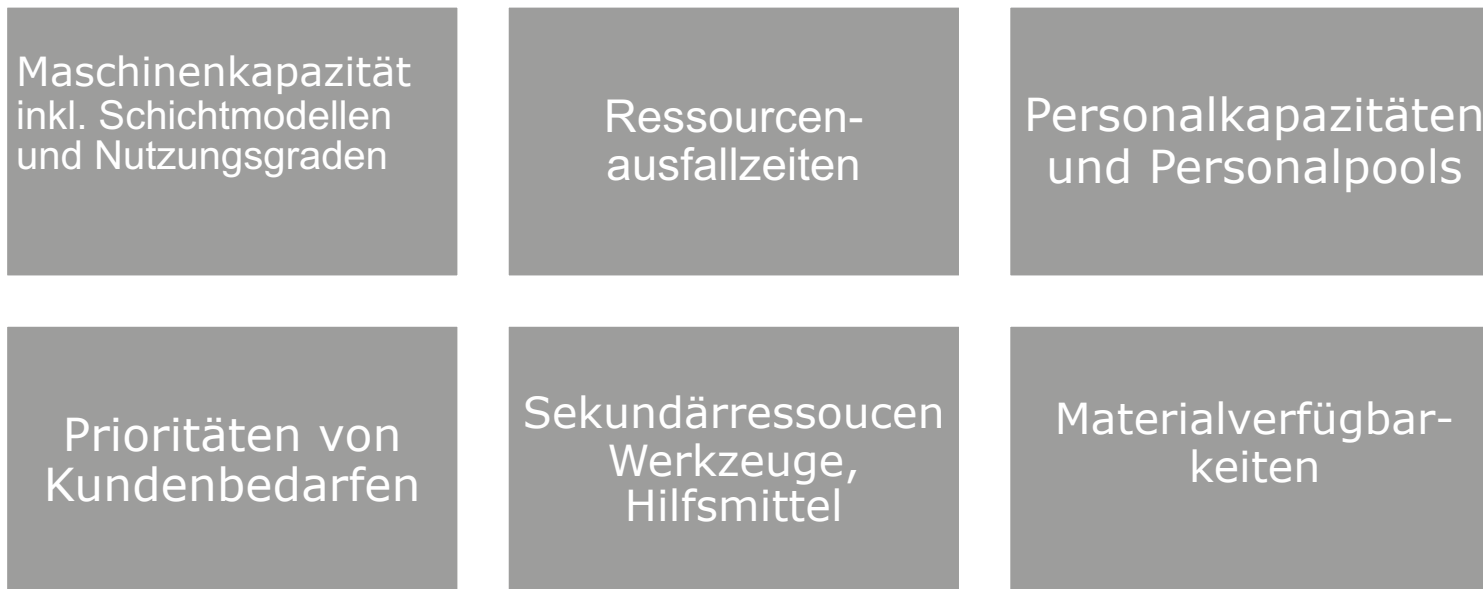 Maschinenkapazität
inkl. Schichtmodellen
und Nutzungsgraden
Ressourcen-
ausfallzeiten
Personalkapazitäten
und Personalpools
Prioritäten von
Kundenbedarfen
Sekundärressoucen
Werkzeuge,
Hilfsmittel
Materialverfügbar-
keiten